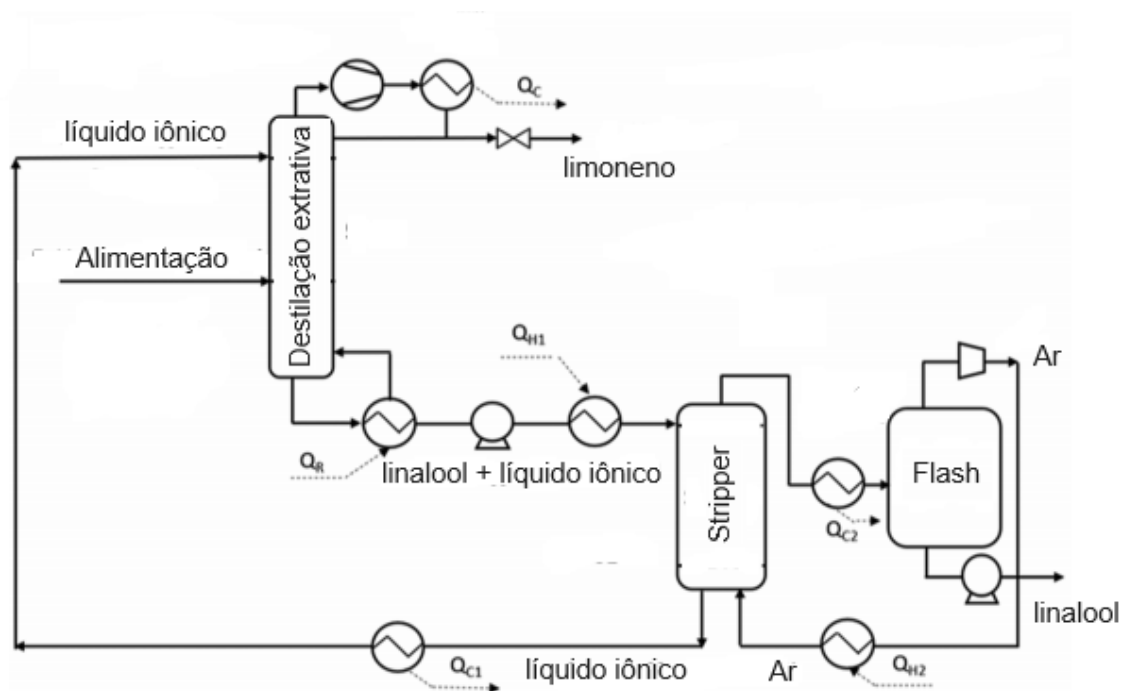 Q_C
líquido iônico
limoneno
Destilação extrativa
Alimentação
Q_H1
Ar
Q_R
linalool + líquido iônico
Stripper
Flash
Q_C2
linalool
Q_C1
líquido iônico
Ar
Q_H2